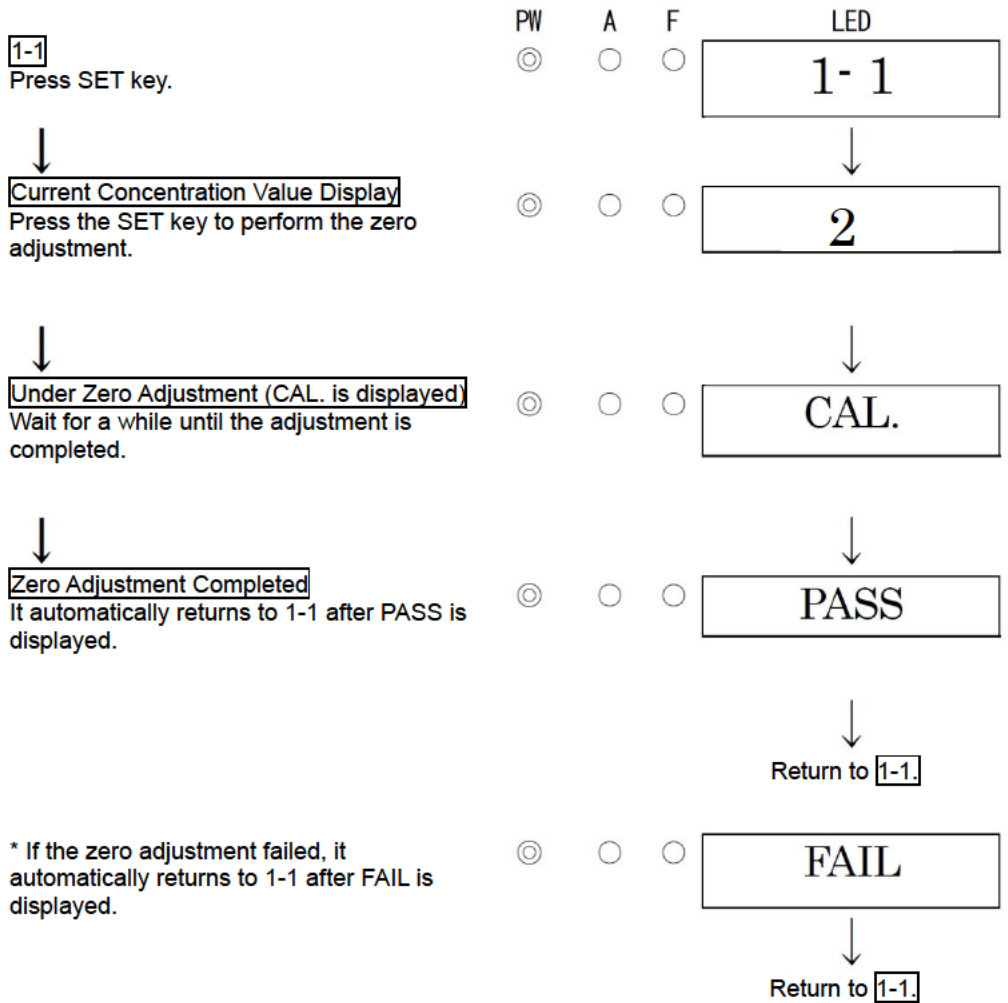 PW A F LED
1-1
Press SET key.
1- 1
Current Concentration Value Display
Press the SET key to perform the zero
adjustment.
2
Under Zero Adjustment (CAL. is displayed)
Wait for a while until the adjustment is
completed.
CAL.
Zero Adjustment Completed
It automatically returns to 1-1 after PASS is
displayed.
PASS
Return to 1-1.
* If the zero adjustment failed, it
automatically returns to 1-1 after FAIL is
displayed.
FAIL
Return to 1-1.